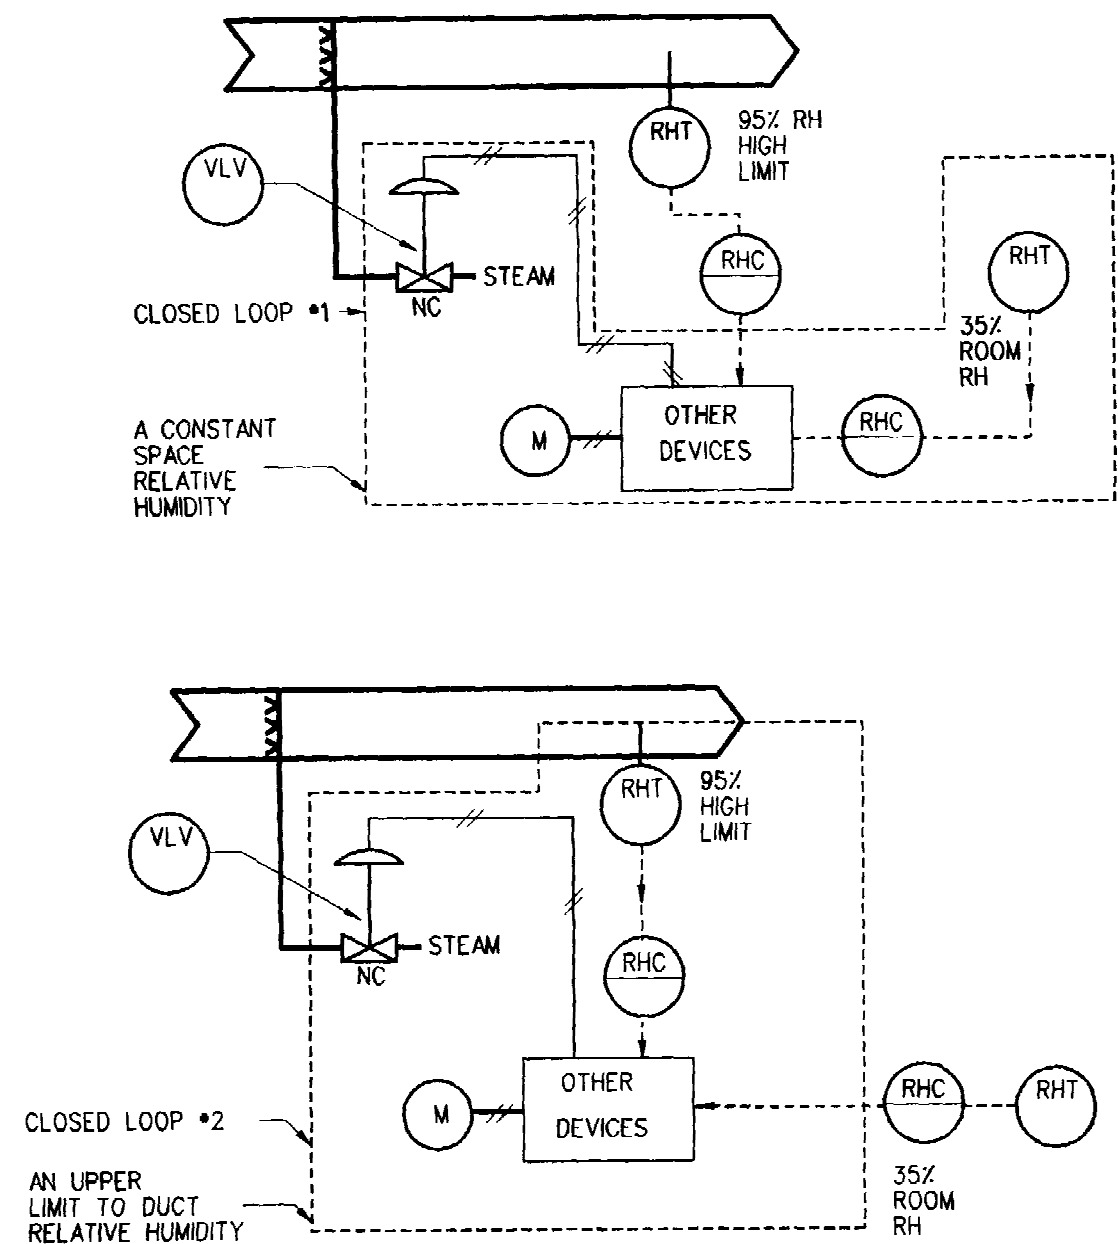 RHT
95% RH
HIGH
LIMIT
VLV
RHC
RHT
STEAM
NC
CLOSED LOOP #1
35%
ROOM
RH
OTHER
DEVICES
RHC
M
A CONSTANT
SPACE
RELATIVE
HUMIDITY
RHT
95%
HIGH
LIMIT
VLV
STEAM
NC
RHC
OTHER
DEVICES
RHC
RHT
M
CLOSED LOOP #2
35%
ROOM
RH
AN UPPER
LIMIT TO DUCT
RELATIVE HUMIDITY